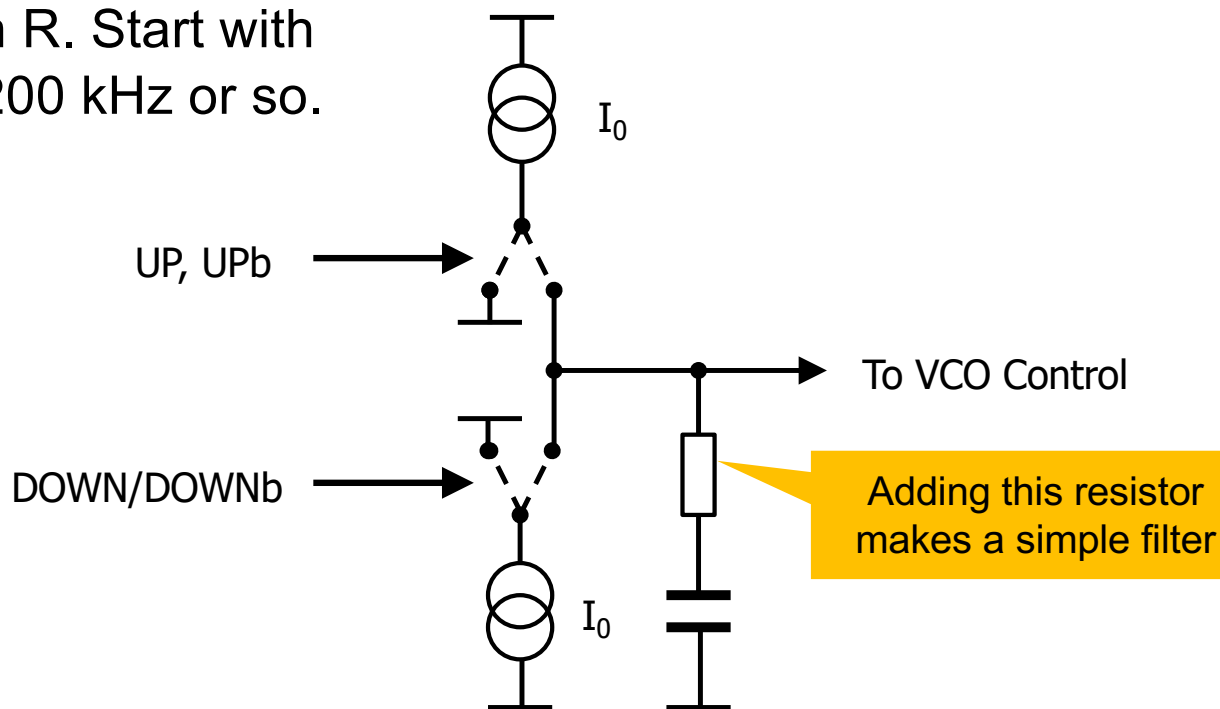 R. Start with
200 kHz or so.
I₀
UP, UPb
To VCO Control
DOWN/DOWNb
Adding this resistor
makes a simple filter
I₀